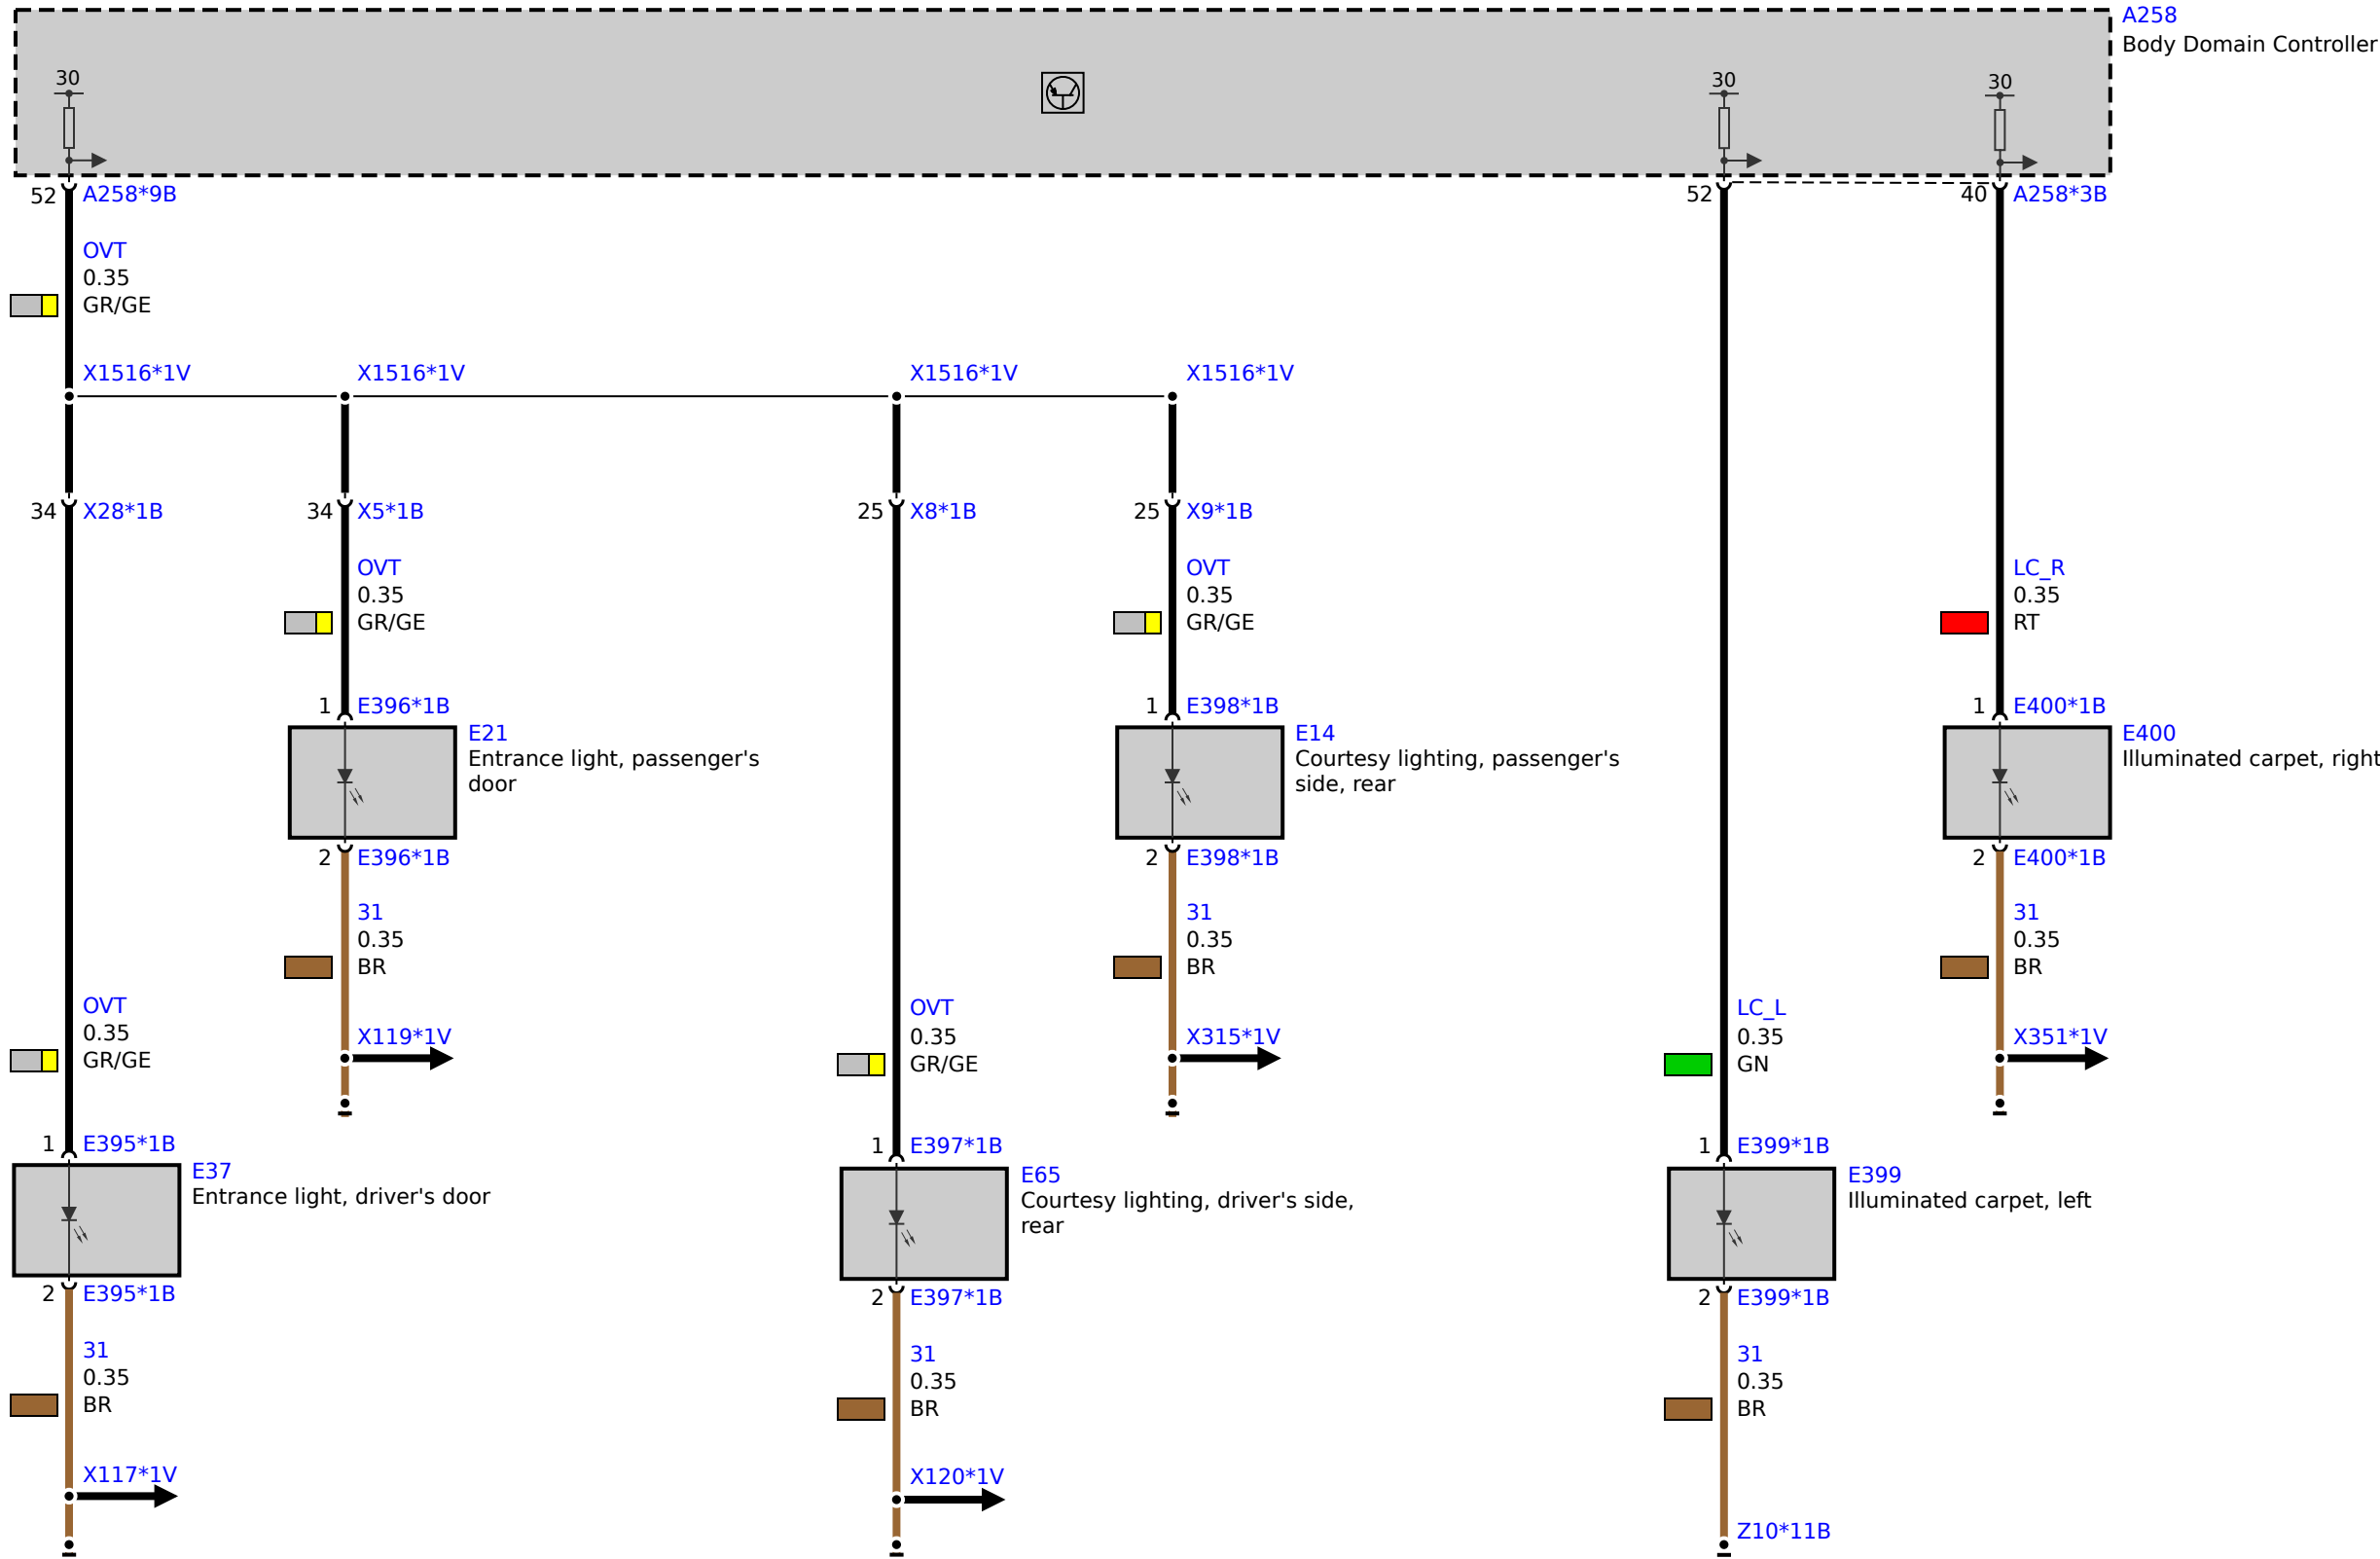 A258
Body Domain Controller
30
30
30
52
A258*9B
52
40
A258*3B
OVT
0.35
GR/GE
X1516*1V
X1516*1V
X1516*1V
X1516*1V
34
X28*1B
34
X5*1B
25
X8*1B
25
X9*1B
OVT
0.35
GR/GE
OVT
0.35
GR/GE
LC_R
0.35
RT
1
E396*1B
1
E398*1B
1
E400*1B
E21
Entrance light, passenger's
door
E14
Courtesy lighting, passenger's
side, rear
E400
Illuminated carpet, right
2
E396*1B
2
E398*1B
2
E400*1B
31
0.35
BR
31
0.35
BR
31
0.35
BR
OVT
0.35
GR/GE
X119*1V
OVT
0.35
GR/GE
X315*1V
LC_L
0.35
GN
X351*1V
1
E395*1B
1
E397*1B
1
E399*1B
E37
Entrance light, driver's door
E65
Courtesy lighting, driver's side,
rear
E399
Illuminated carpet, left
2
E395*1B
2
E397*1B
2
E399*1B
31
0.35
BR
31
0.35
BR
31
0.35
BR
X117*1V
X120*1V
Z10*11B